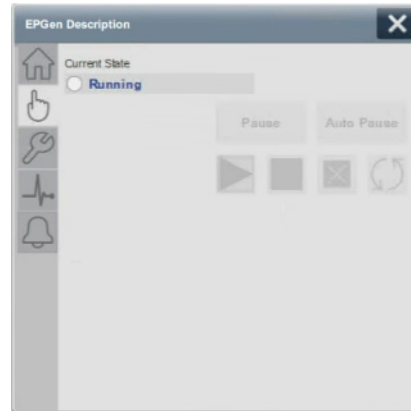 EPGen Description
Current State
Running
Pause
Auto Pause